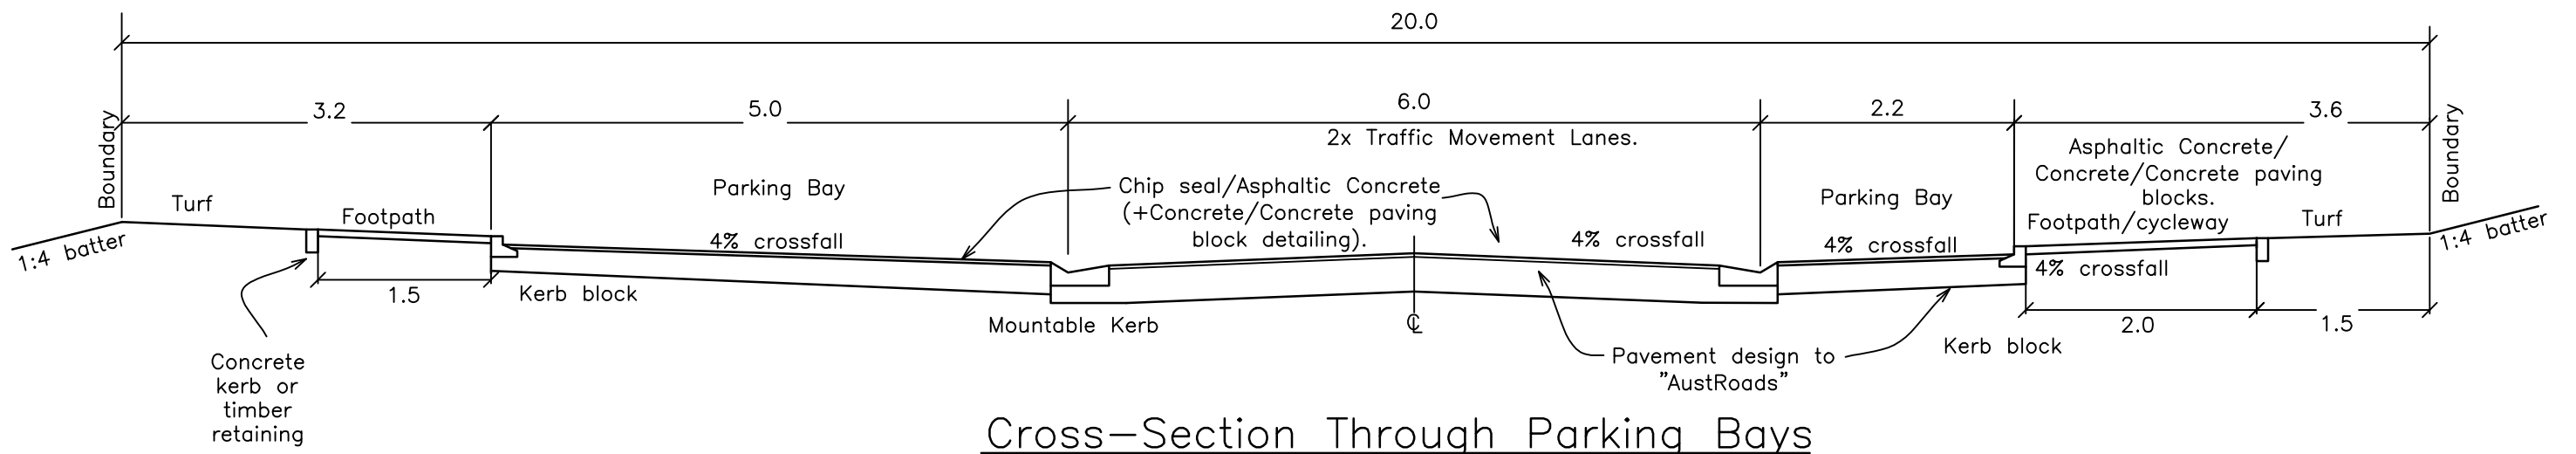 20.0
3.2
5.0
6.0
2.2
3.6
2x Traffic Movement Lanes.
Boundary
Boundary
Asphaltic Concrete/
Concrete/Concrete paving
blocks.
Footpath/cycleway
Turf
Footpath
Parking Bay
Chip seal/Asphaltic Concrete
(+Concrete/Concrete paving
block detailing).
Parking Bay
Turf
1:4 batter
4% crossfall
4% crossfall
4% crossfall
4% crossfall
1:4 batter
1.5
Kerb block
Mountable Kerb
℄
2.0
1.5
Kerb block
Concrete
kerb or
timber
retaining
Pavement design to
"AustRoads"
Cross-Section Through Parking Bays